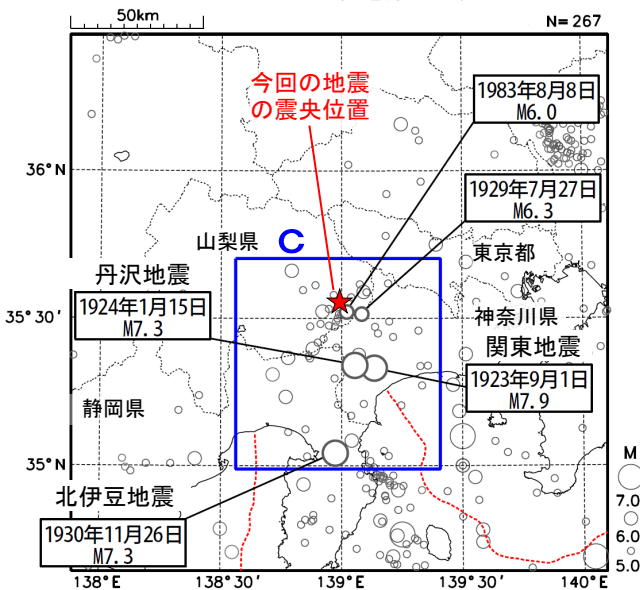 50km
N= 267
今回の地震
の震央位置
1983年8月8日
M6.0
36°N
1929年7月27日
M6.3
山梨県
C
東京都
丹沢地震
1924年1月15日
M7.3
35°30′
神奈川県
関東地震
1923年9月1日
M7.9
静岡県
35°N
M
7.0
6.0
5.0
北伊豆地震
1930年11月26日
M7.3
138°E
138°30′
139°E
139°30′
140°E